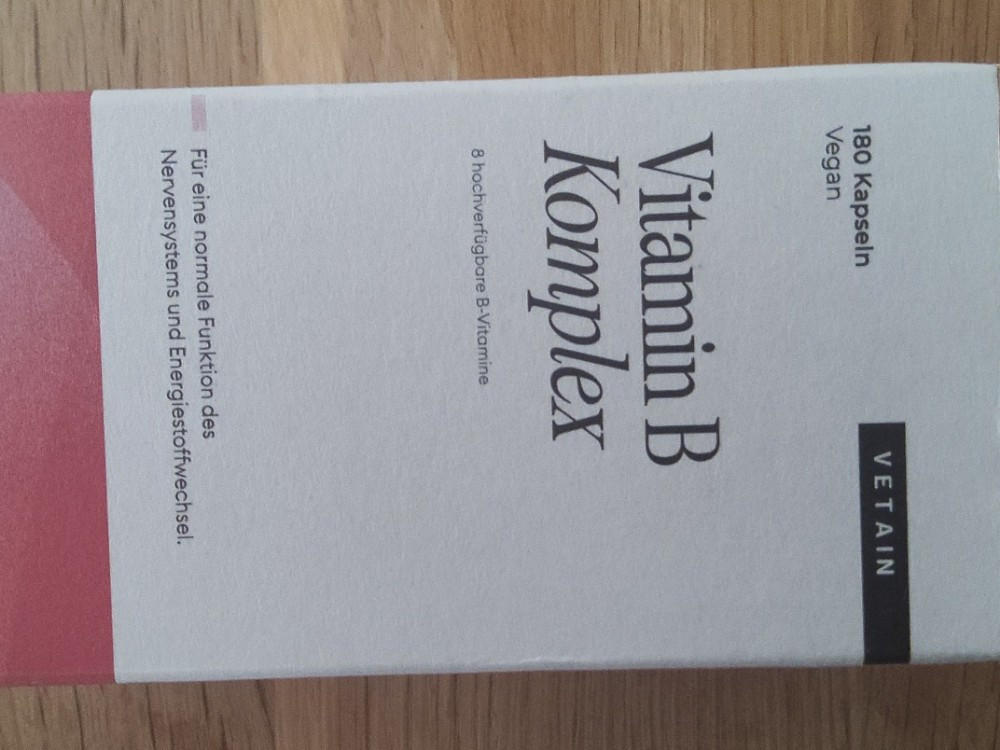 180 Kapseln
Vegan
VETAIN
Vitamin B
Komplex
8 hochverfügbare B-Vitamine
Für eine normale Funktion des
Nervensystems und Energiestoffwechsel.